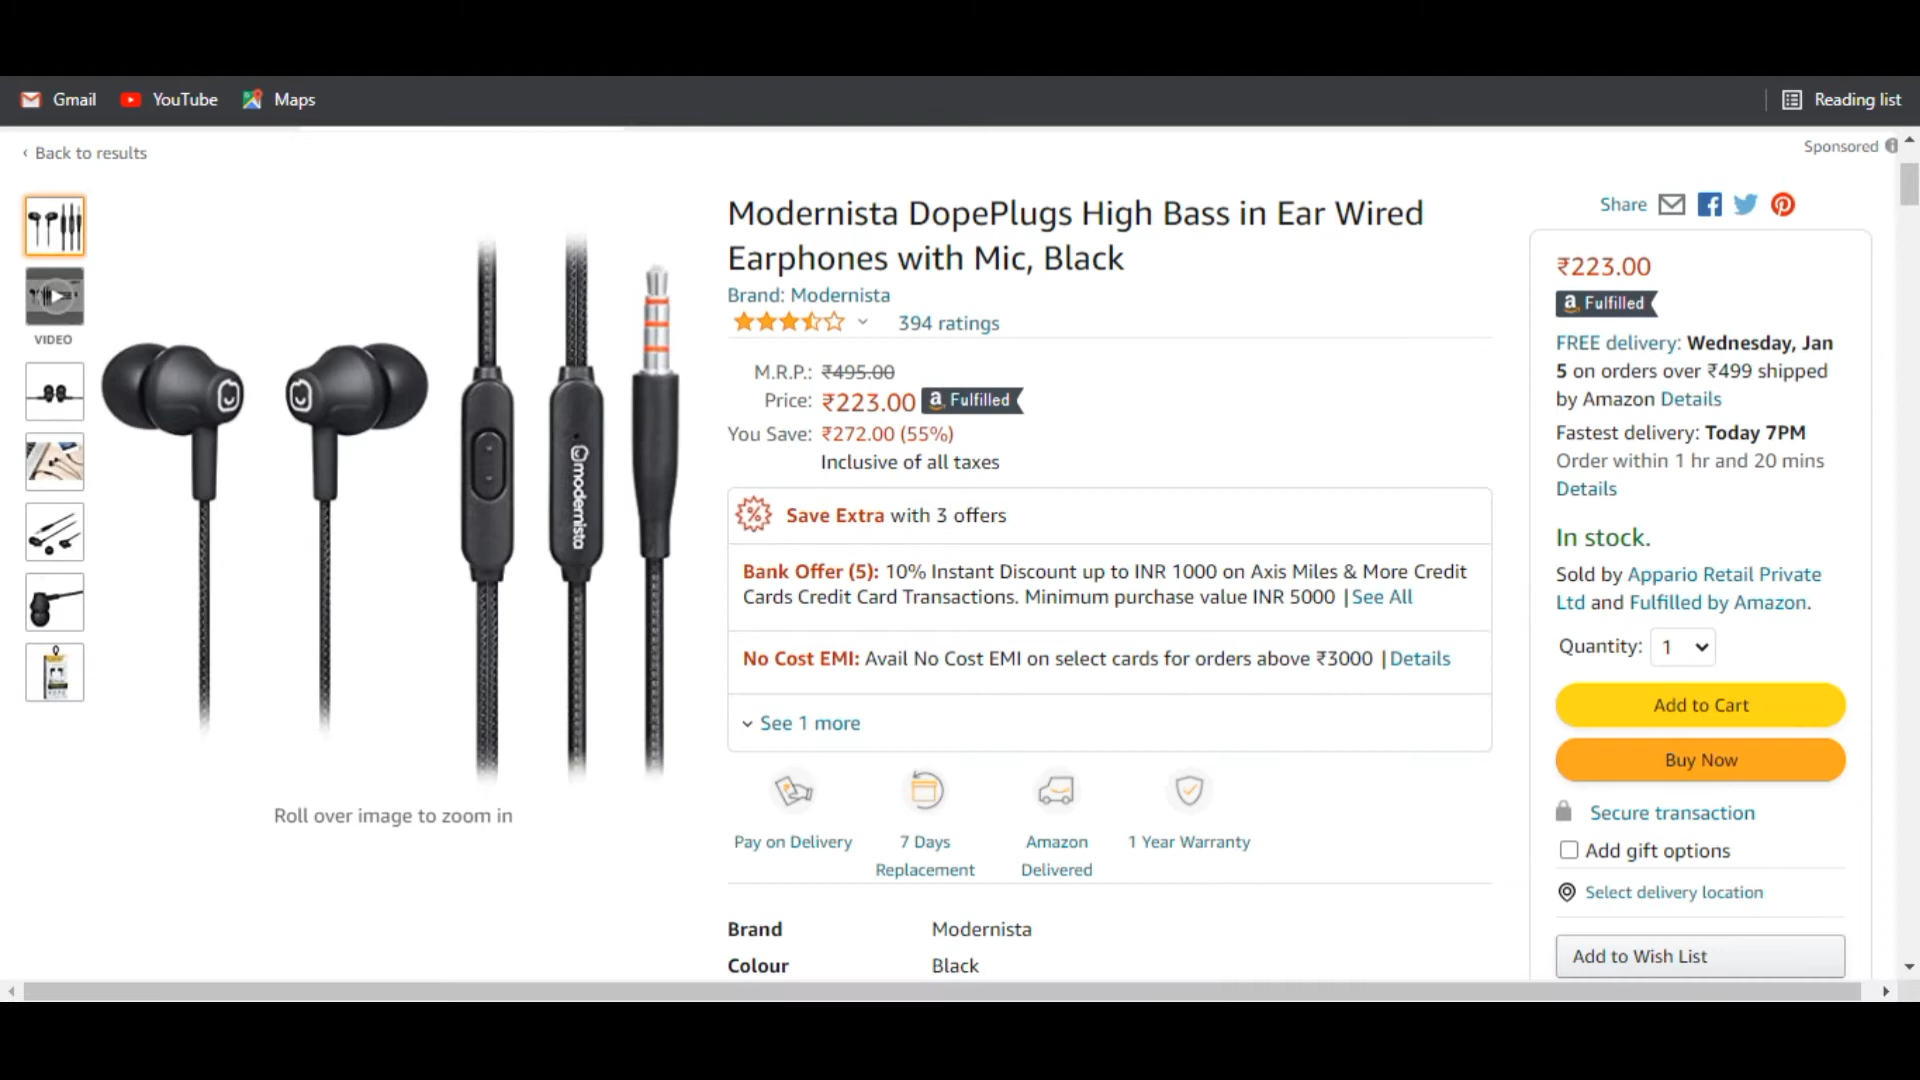 Gmail
YouTube
Maps
Reading list
‹ Back to results
Sponsored
VIDEO
modernista
Roll over image to zoom in
Modernista DopePlugs High Bass in Ear Wired
Earphones with Mic, Black
Brand: Modernista
394 ratings
M.R.P.: ₹495.00
Price: ₹223.00 a Fulfilled
You Save: ₹272.00 (55%)
Inclusive of all taxes
Save Extra with 3 offers
Bank Offer (5): 10% Instant Discount up to INR 1000 on Axis Miles & More Credit
Cards Credit Card Transactions. Minimum purchase value INR 5000 | See All
No Cost EMI: Avail No Cost EMI on select cards for orders above ₹3000 | Details
See 1 more
Pay on Delivery
7 Days
Replacement
Amazon
Delivered
1 Year Warranty
Brand Modernista
Colour Black
Share
₹223.00
a Fulfilled
FREE delivery: Wednesday, Jan
5 on orders over ₹499 shipped
by Amazon Details
Fastest delivery: Today 7PM
Order within 1 hr and 20 mins
Details
In stock.
Sold by Appario Retail Private
Ltd and Fulfilled by Amazon.
Quantity: 1
Add to Cart
Buy Now
Secure transaction
Add gift options
Select delivery location
Add to Wish List